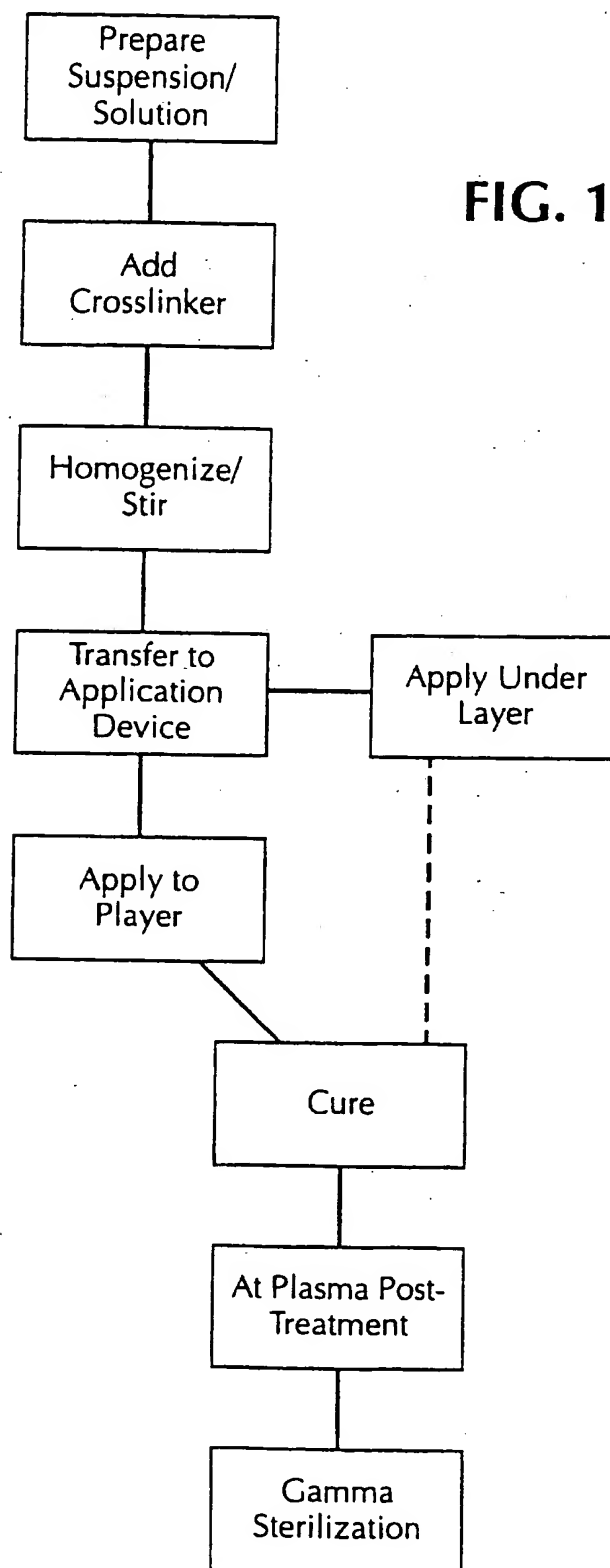 Prepare
Suspension/
Solution
FIG. 1
Add
Crosslinker
Homogenize/
Stir
Transfer to
Application
Device
Apply Under
Layer
Apply to
Player
Cure
At Plasma Post-
Treatment
Gamma
Sterilization